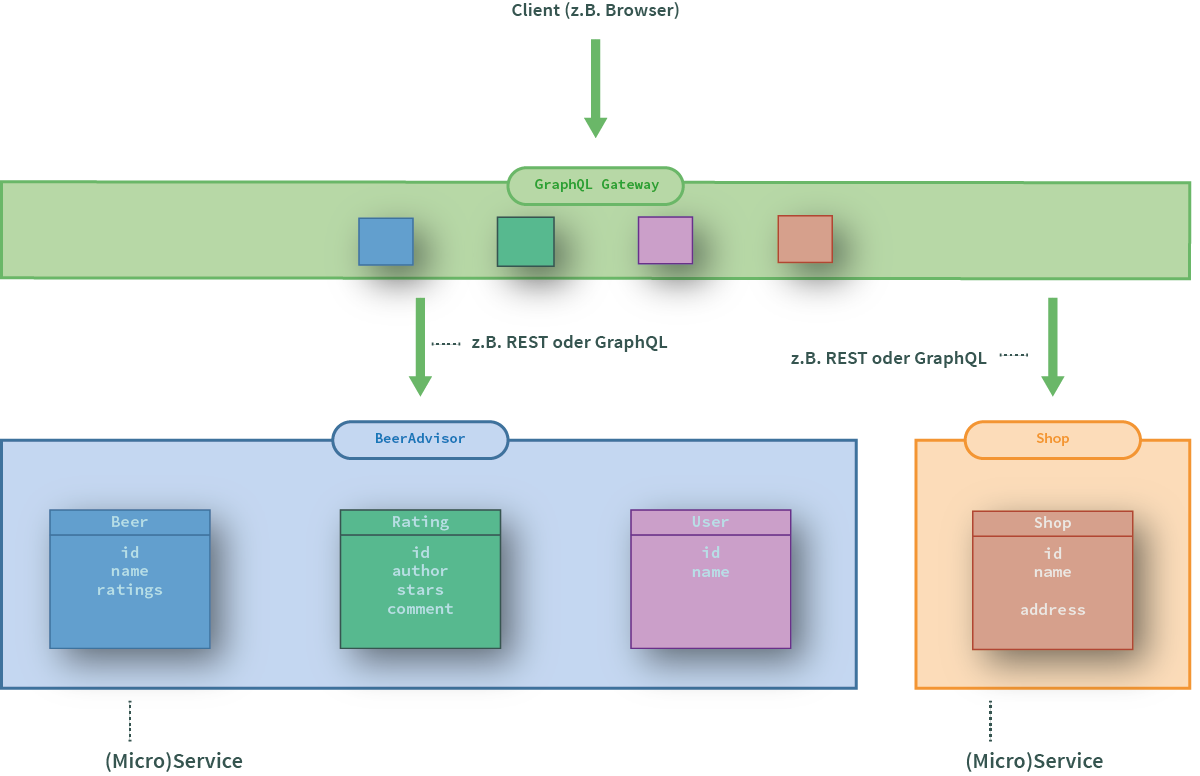 Client (z.B. Browser)
GraphQL Gateway
z.B. REST oder GraphQL
z.B. REST oder GraphQL
BeerAdvisor
Shop
Beer
id
name
ratings
Rating
id
author
stars
comment
User
id
name
Shop
id
name
address
(Micro)Service
(Micro)Service